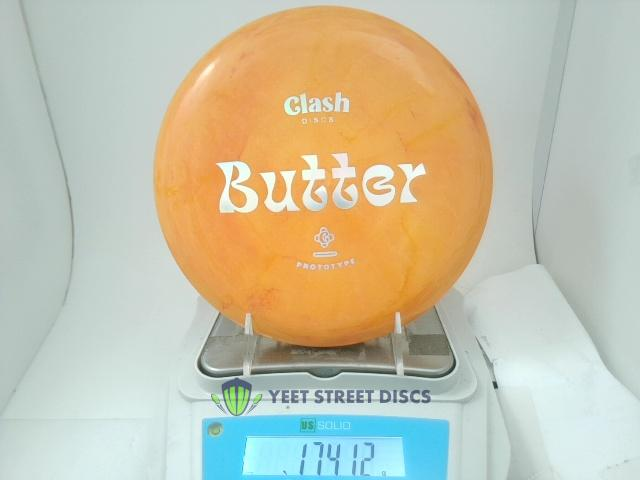 Clash
DISCS
Butter
PROTOTYPE
YEET STREET DISCS
US SOLID
174.12 g